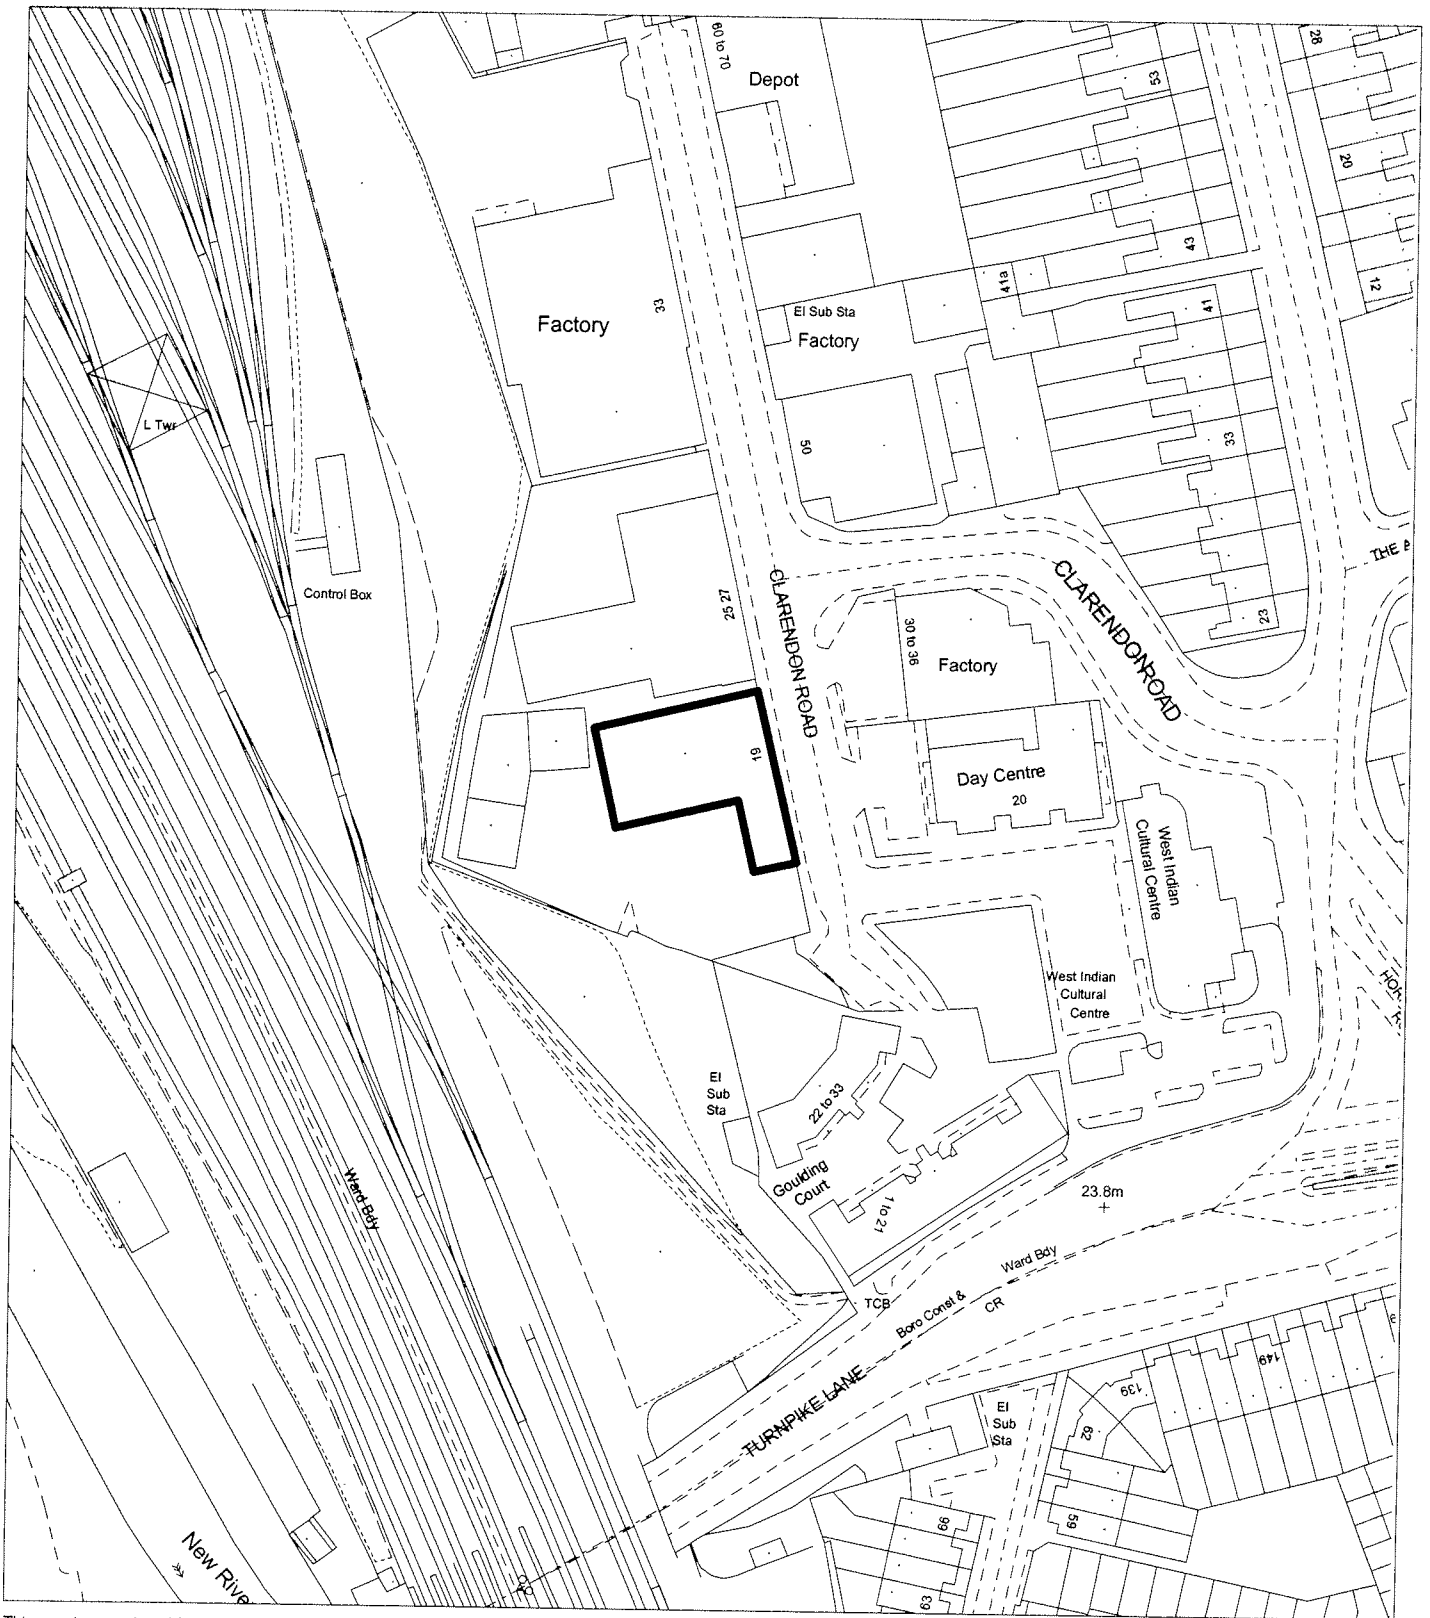 60 to 70
Depot
53
28
20
12
43
41a
41
33
El Sub Sta
Factory
Factory
33
50
L Twr
Control Box
25 27
CLARENDON ROAD
CLARENDON ROAD
23
30 to 36
Factory
19
Day Centre
20
West Indian
Cultural Centre
West Indian
Cultural
Centre
El
Sub
Sta
22 to 33
Goulding
Court
1 to 21
23.8m
Ward Bdy
Ward Bdy
TCB
Boro Const &
CR
TURNPIKE LANE
149
139
62
El
Sub
Sta
59
99
63
New Rive